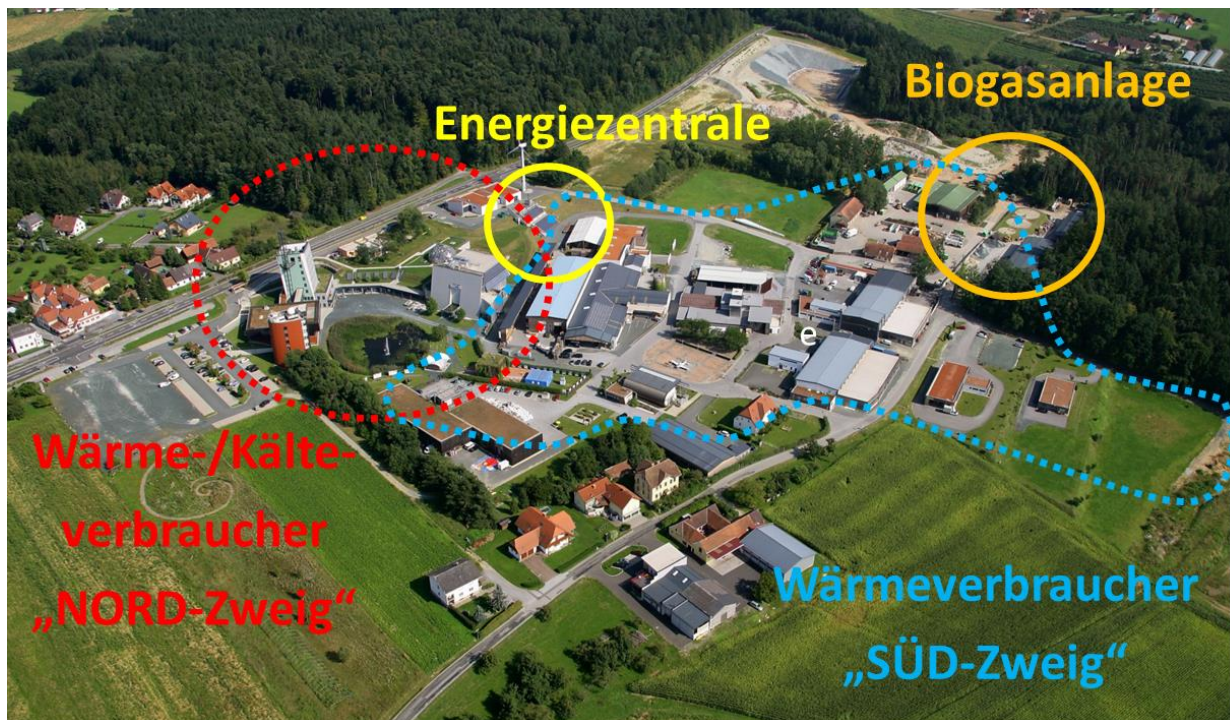 Biogasanlage
Energiezentrale
e
Wärme-/Kälte-
verbraucher
„NORD-Zweig“
Wärmeverbraucher
„SÜD-Zweig“